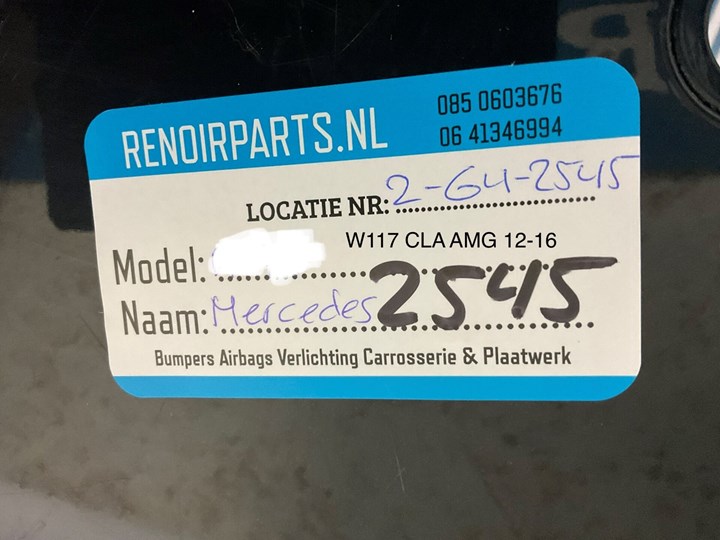 RENOIRPARTS.NL
085 0603676
06 41346994
LOCATIE NR: 2-G4-2545
W117 CLA AMG 12-16
Model:
Naam: Mercedes 2545
Bumpers Airbags Verlichting Carrosserie & Plaatwerk